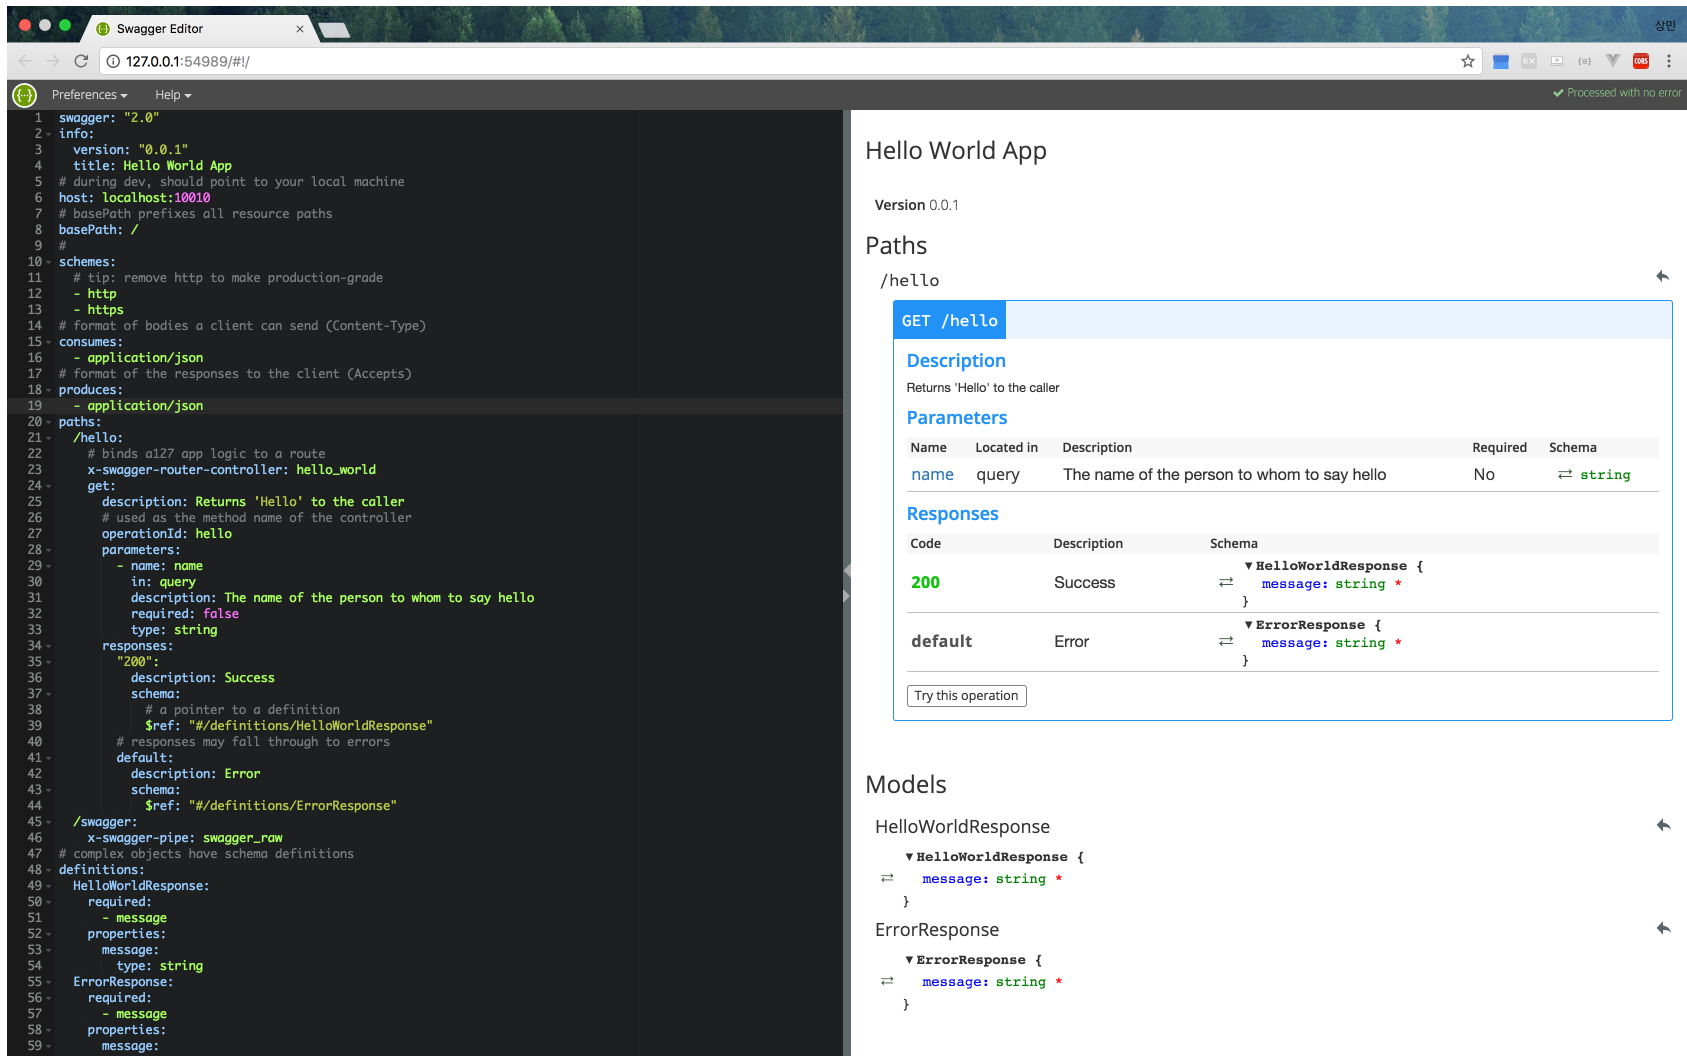 Swagger Editor
상민
127.0.0.1:54989/#!/
CORS
Preferences
Help
Processed with no error
1 swagger: "2.0"
2 info:
3 version: "0.0.1"
4 title: Hello World App
5 # during dev, should point to your local machine
6 host: localhost:10010
7 # basePath prefixes all resource paths
8 basePath: /
9 #
10 schemes:
11 # tip: remove http to make production-grade
12 - http
13 - https
14 # format of bodies a client can send (Content-Type)
15 consumes:
16 - application/json
17 # format of the responses to the client (Accepts)
18 produces:
19 - application/json
20 paths:
21 /hello:
22 # binds a127 app logic to a route
23 x-swagger-router-controller: hello_world
24 get:
25 description: Returns 'Hello' to the caller
26 # used as the method name of the controller
27 operationId: hello
28 parameters:
29 - name: name
30 in: query
31 description: The name of the person to whom to say hello
32 required: false
33 type: string
34 responses:
35 "200":
36 description: Success
37 schema:
38 # a pointer to a definition
39 $ref: "#/definitions/HelloWorldResponse"
40 # responses may fall through to errors
41 default:
42 description: Error
43 schema:
44 $ref: "#/definitions/ErrorResponse"
45 /swagger:
46 x-swagger-pipe: swagger_raw
47 # complex objects have schema definitions
48 definitions:
49 HelloWorldResponse:
50 required:
51 - message
52 properties:
53 message:
54 type: string
55 ErrorResponse:
56 required:
57 - message
58 properties:
59 message:
Hello World App
Version 0.0.1
Paths
/hello
GET /hello
Description
Returns 'Hello' to the caller
Parameters
Name Located in Description Required Schema
name query The name of the person to whom to say hello No ⇄ string
Responses
Code Description Schema
200 Success ⇄ ▼HelloWorldResponse {
message: string *
}
default Error ⇄ ▼ErrorResponse {
message: string *
}
Try this operation
Models
HelloWorldResponse
▼HelloWorldResponse {
⇄ message: string *
}
ErrorResponse
▼ErrorResponse {
⇄ message: string *
}